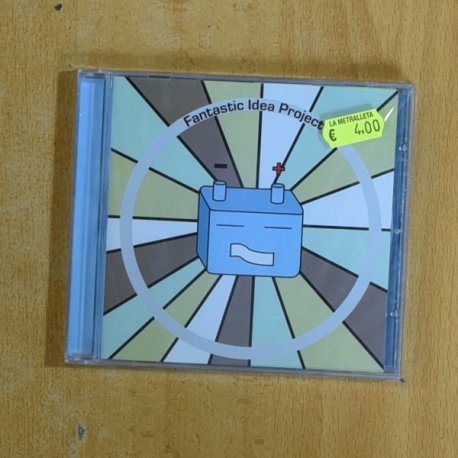 Fantastic Idea Project
LA METRALLETA
€ 4,00
- +